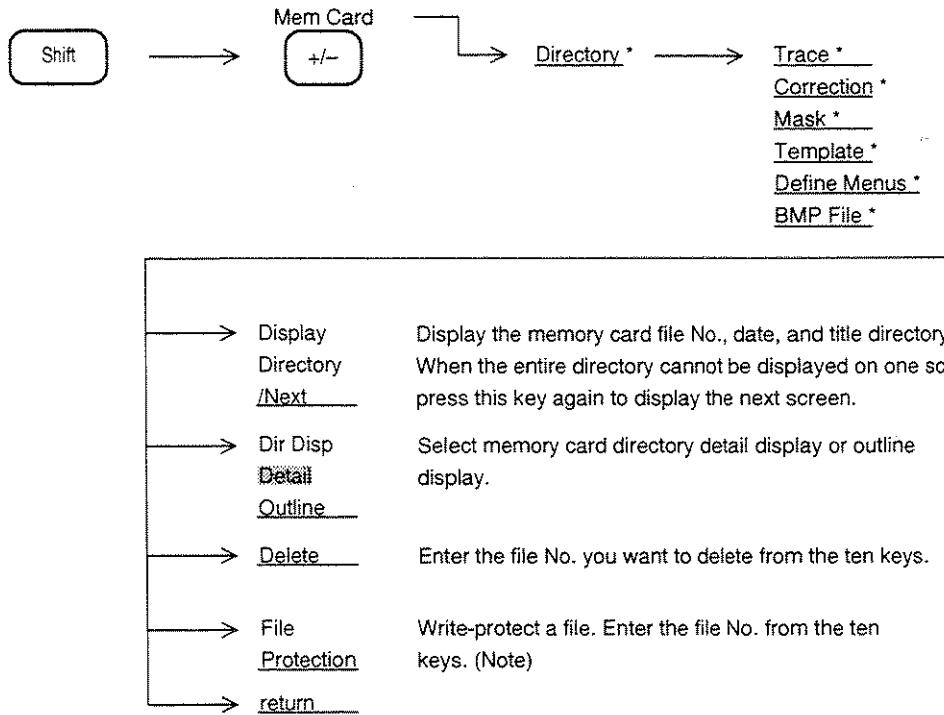 Mem Card
Shift
+/−
Directory *
Trace *
Correction *
Mask *
Template *
Define Menus *
BMP File *
Display
Directory
/Next
Display the memory card file No., date, and title directory
When the entire directory cannot be displayed on one sc
press this key again to display the next screen.
Dir Disp
Detail
Outline
Select memory card directory detail display or outline
display.
Delete
Enter the file No. you want to delete from the ten keys.
File
Protection
Write-protect a file. Enter the file No. from the ten
keys. (Note)
return